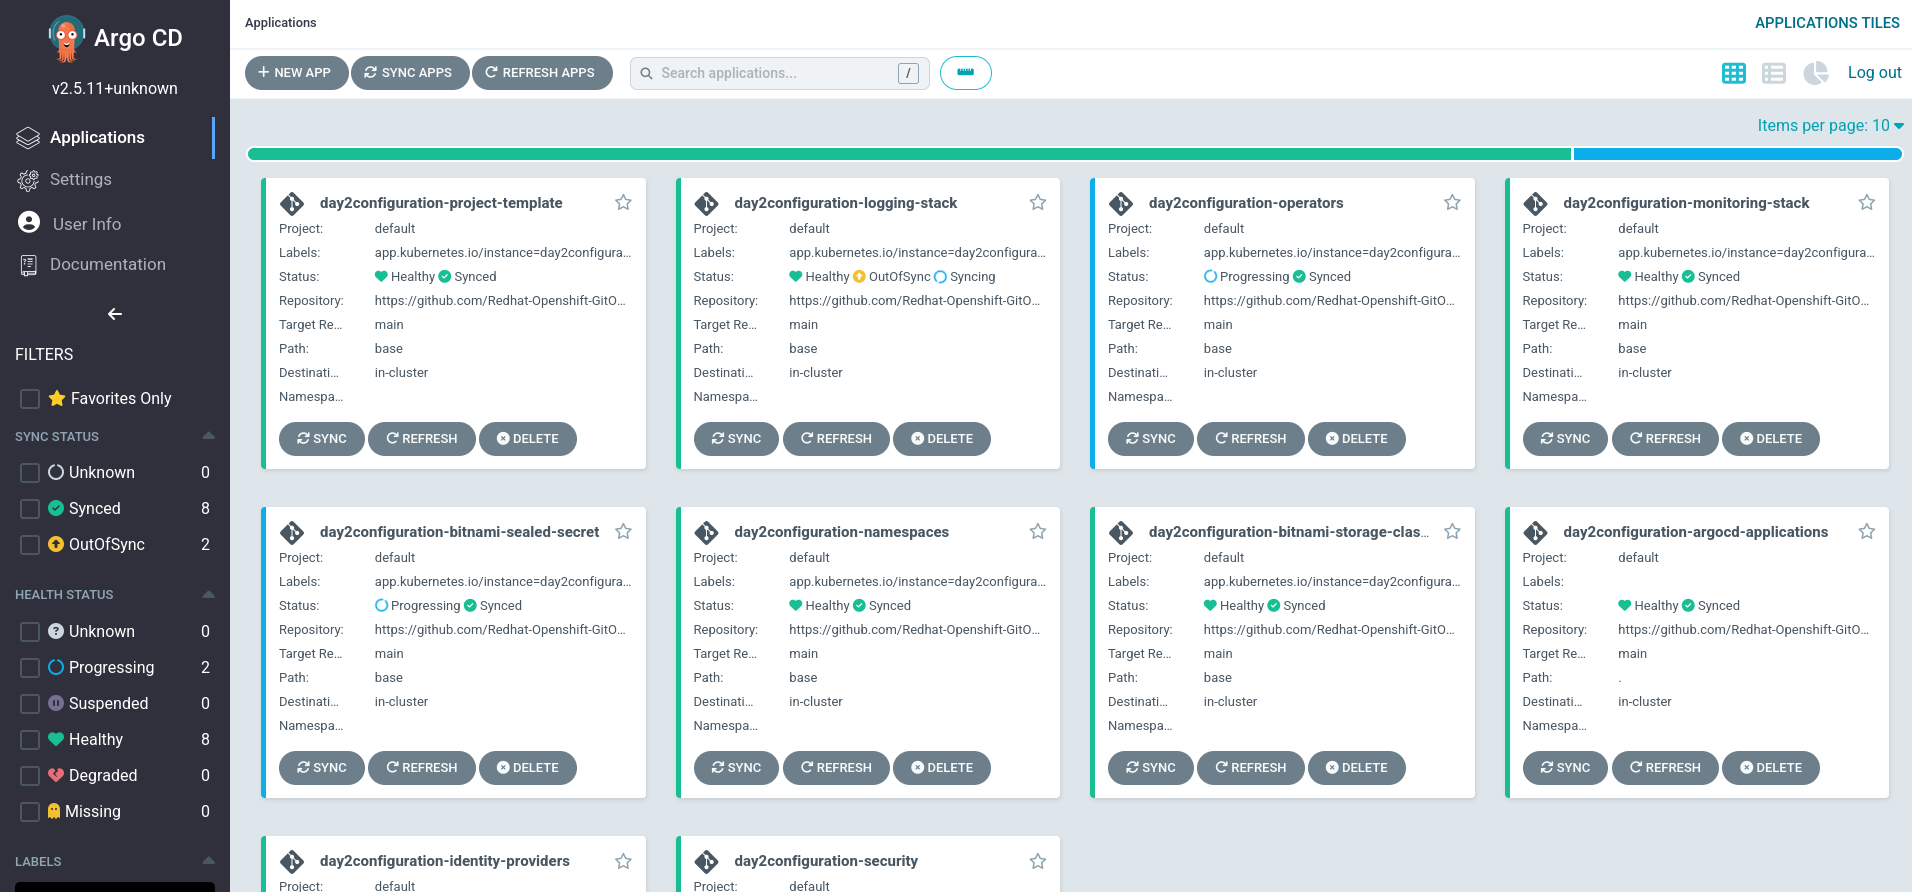 Argo CD
v2.5.11+unknown
Applications
Settings
User Info
Documentation
FILTERS
Favorites Only
SYNC STATUS
Unknown 0
Synced 8
OutOfSync 2
HEALTH STATUS
Unknown 0
Progressing 2
Suspended 0
Healthy 8
Degraded 0
Missing 0
LABELS
Applications
APPLICATIONS TILES
NEW APP SYNC APPS REFRESH APPS Search applications... / Log out
Items per page: 10
day2configuration-project-template
Project: default
Labels: app.kubernetes.io/instance=day2configura...
Status: Healthy Synced
Repository: https://github.com/Redhat-Openshift-GitO...
Target Re... main
Path: base
Destinati... in-cluster
Namespa...
SYNC REFRESH DELETE
day2configuration-logging-stack
Project: default
Labels: app.kubernetes.io/instance=day2configura...
Status: Healthy OutOfSync Syncing
Repository: https://github.com/Redhat-Openshift-GitO...
Target Re... main
Path: base
Destinati... in-cluster
Namespa...
SYNC REFRESH DELETE
day2configuration-operators
Project: default
Labels: app.kubernetes.io/instance=day2configura...
Status: Progressing Synced
Repository: https://github.com/Redhat-Openshift-GitO...
Target Re... main
Path: base
Destinati... in-cluster
Namespa...
SYNC REFRESH DELETE
day2configuration-monitoring-stack
Project: default
Labels: app.kubernetes.io/instance=day2configura...
Status: Healthy Synced
Repository: https://github.com/Redhat-Openshift-GitO...
Target Re... main
Path: base
Destinati... in-cluster
Namespa...
SYNC REFRESH DELETE
day2configuration-bitnami-sealed-secret
Project: default
Labels: app.kubernetes.io/instance=day2configura...
Status: Progressing Synced
Repository: https://github.com/Redhat-Openshift-GitO...
Target Re... main
Path: base
Destinati... in-cluster
Namespa...
SYNC REFRESH DELETE
day2configuration-namespaces
Project: default
Labels: app.kubernetes.io/instance=day2configura...
Status: Healthy Synced
Repository: https://github.com/Redhat-Openshift-GitO...
Target Re... main
Path: base
Destinati... in-cluster
Namespa...
SYNC REFRESH DELETE
day2configuration-bitnami-storage-clas...
Project: default
Labels: app.kubernetes.io/instance=day2configura...
Status: Healthy Synced
Repository: https://github.com/Redhat-Openshift-GitO...
Target Re... main
Path: base
Destinati... in-cluster
Namespa...
SYNC REFRESH DELETE
day2configuration-argocd-applications
Project: default
Labels:
Status: Healthy Synced
Repository: https://github.com/Redhat-Openshift-GitO...
Target Re... main
Path: .
Destinati... in-cluster
Namespa...
SYNC REFRESH DELETE
day2configuration-identity-providers
Project: default
day2configuration-security
Project: default